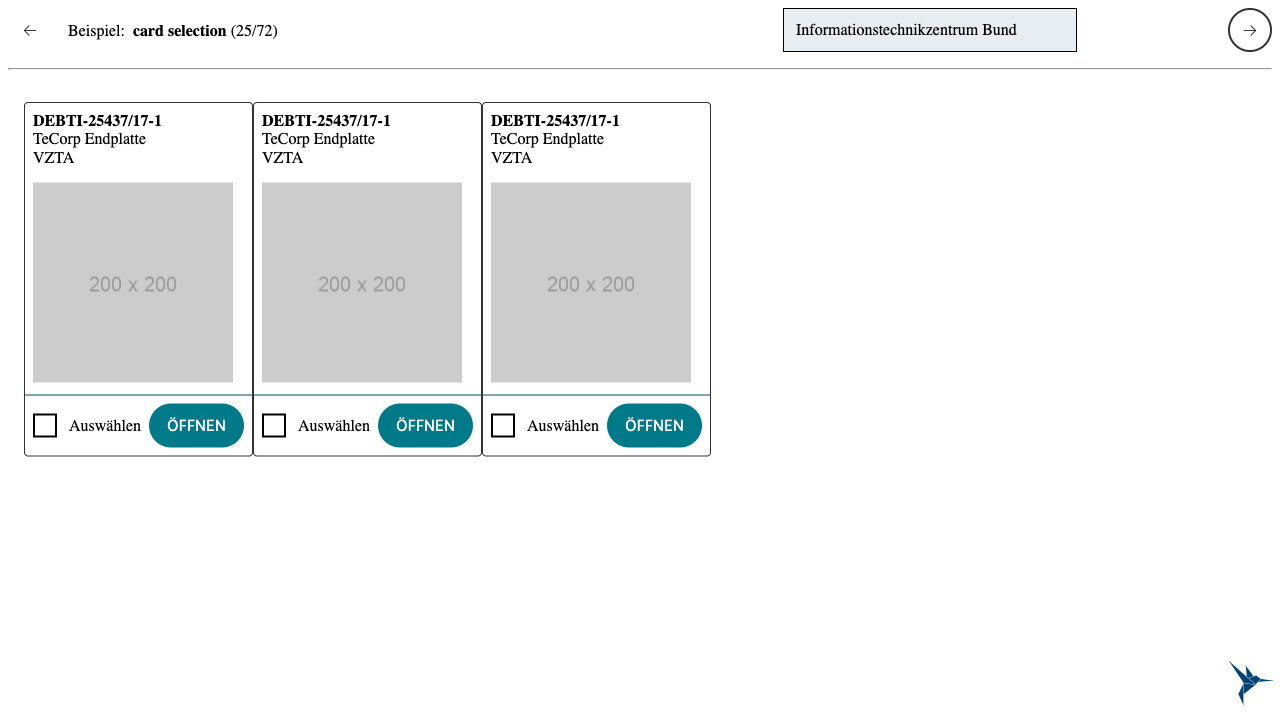 Beispiel: card selection (25/72)
Informationstechnikzentrum Bund
DEBTI-25437/17-1
TeCorp Endplatte
VZTA
200 x 200
Auswählen
ÖFFNEN
DEBTI-25437/17-1
TeCorp Endplatte
VZTA
200 x 200
Auswählen
ÖFFNEN
DEBTI-25437/17-1
TeCorp Endplatte
VZTA
200 x 200
Auswählen
ÖFFNEN